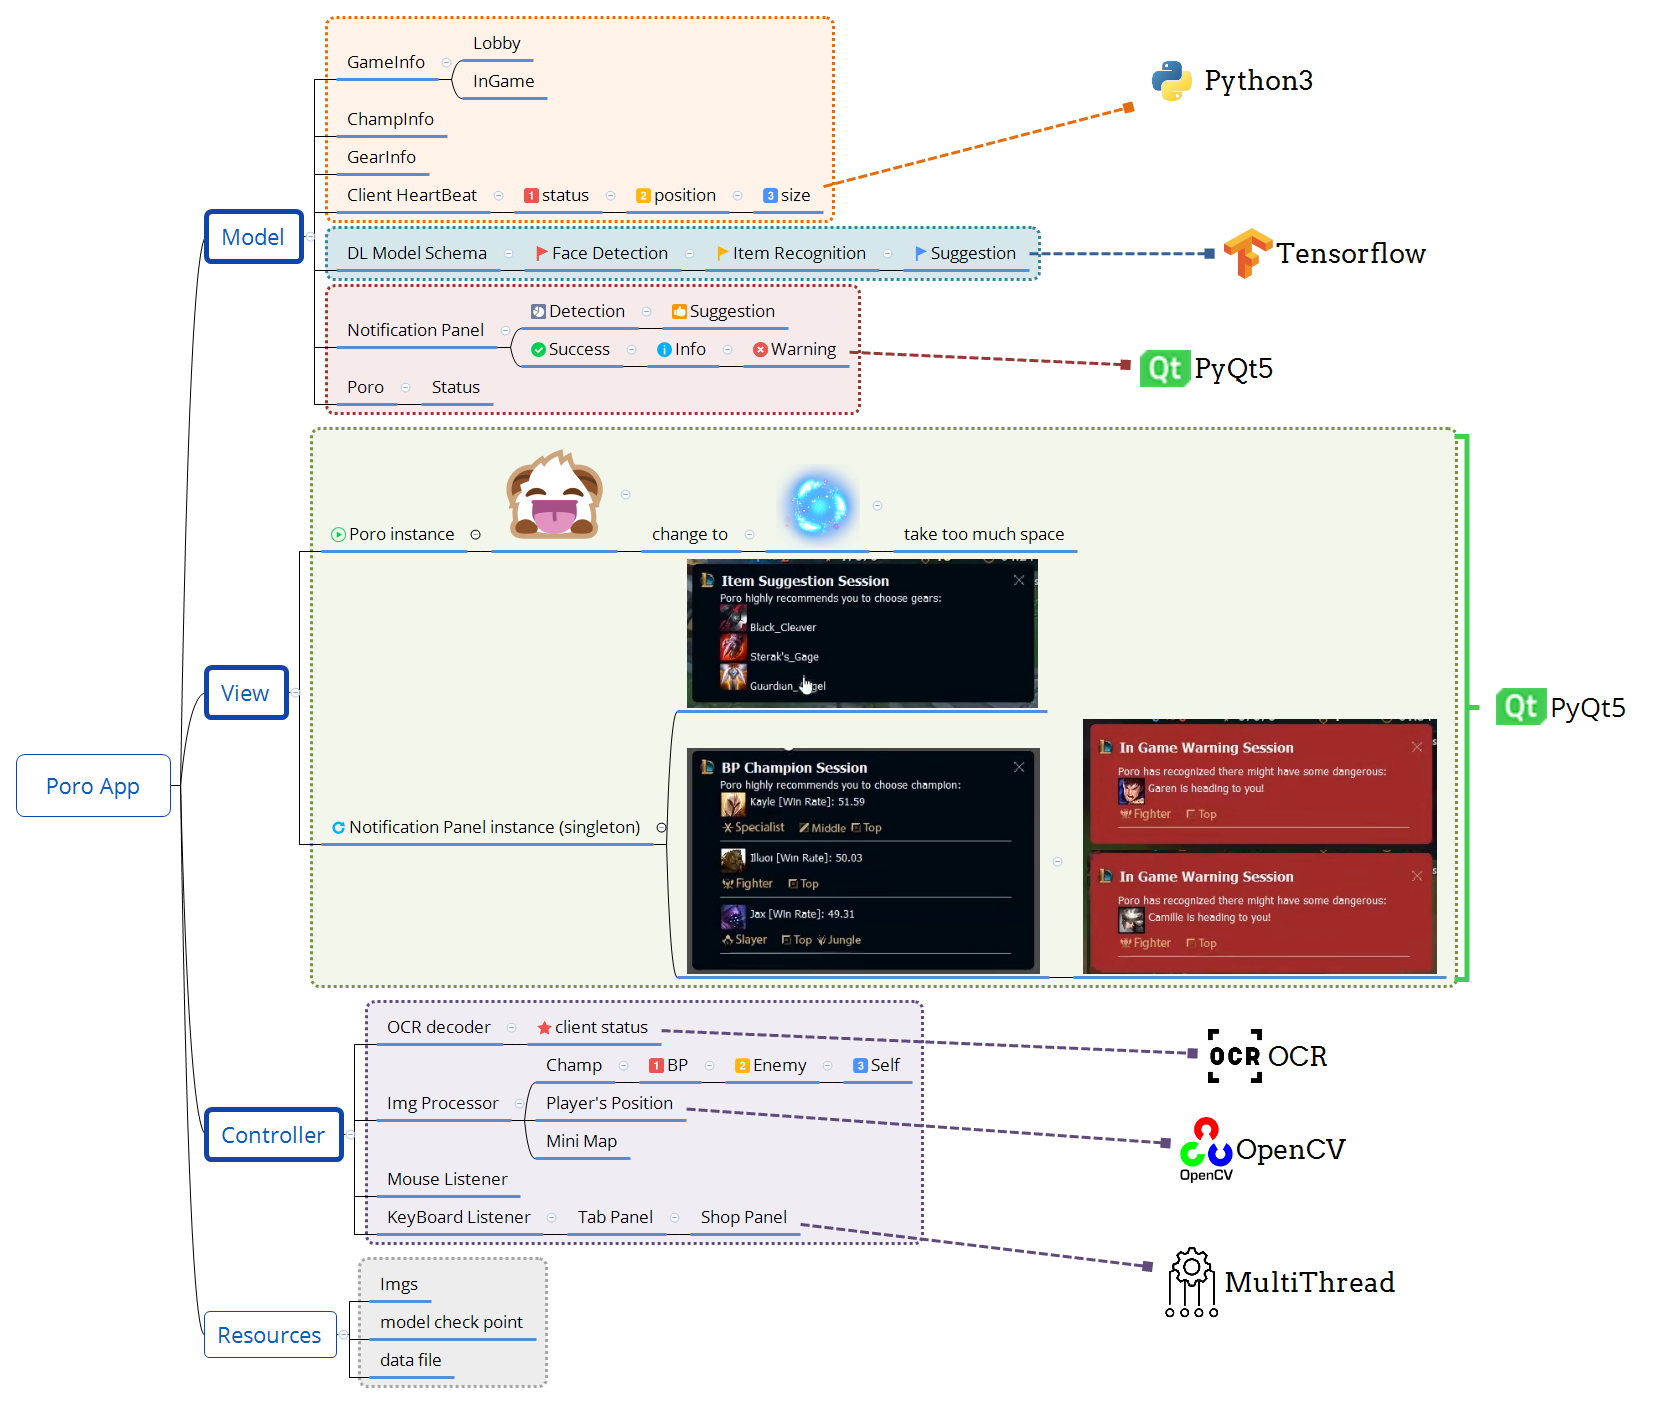 Poro App
Model
GameInfo
Lobby
InGame
ChampInfo
GearInfo
Client HeartBeat 1 status 2 position 3 size
Python3
DL Model Schema Face Detection Item Recognition Suggestion
Tensorflow
Notification Panel
Detection Suggestion
Success Info Warning
Poro Status
Qt PyQt5
View
Poro instance change to take too much space
Notification Panel instance (singleton)
Item Suggestion Session
Poro highly recommends you to choose gears:
Black_Cleaver
Sterak's_Gage
BP Champion Session
Poro highly recommends you to choose champion:
Kayle [Win Rate]: 51.59
Specialist Middle Top
Illaoi [Win Rate]: 50.03
Fighter Top
Jax [Win Rate]: 49.31
Slayer Top Jungle
In Game Warning Session
Poro has recognized there might have some dangerous:
Garen is heading to you!
Fighter Top
In Game Warning Session
Poro has recognized there might have some dangerous:
Camille is heading to you!
Fighter Top
Qt PyQt5
Controller
OCR decoder client status
OCR OCR
Img Processor
Champ 1 BP 2 Enemy 3 Self
Player's Position
Mini Map
OpenCV OpenCV
Mouse Listener
KeyBoard Listener Tab Panel Shop Panel
MultiThread
Resources
Imgs
model check point
data file